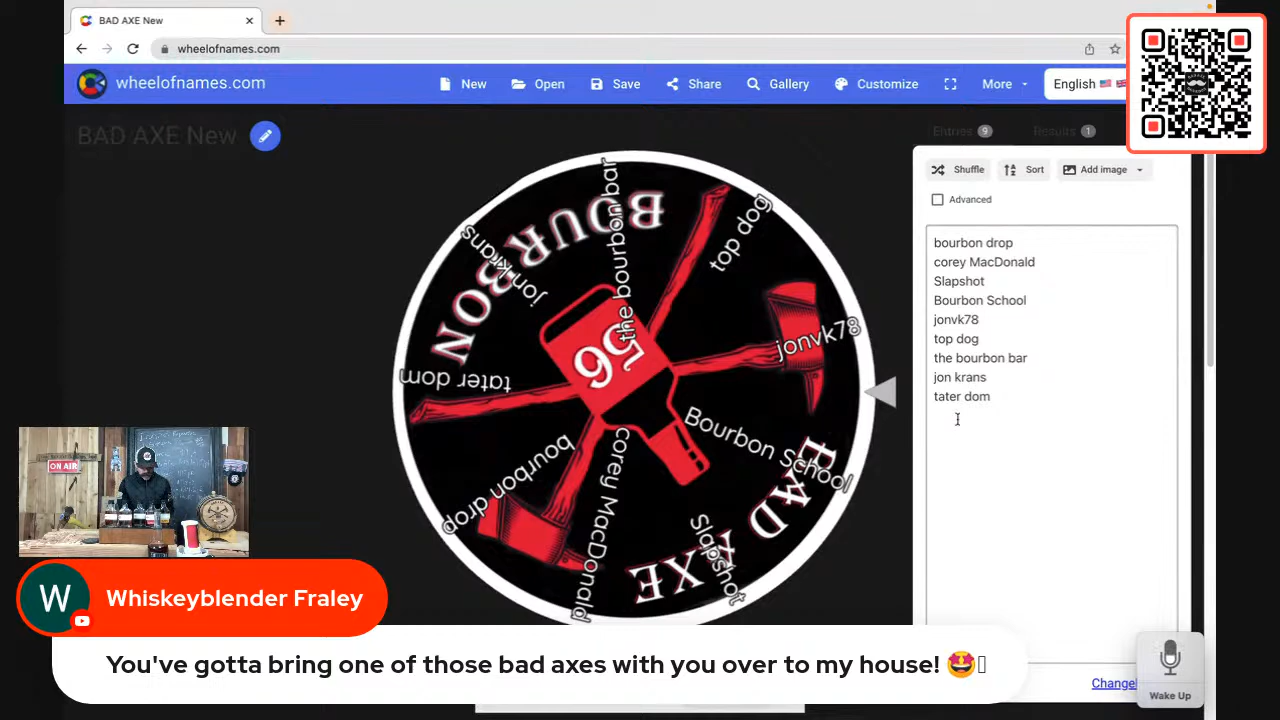 BAD AXE New
wheelofnames.com
wheelofnames.com
New
Open
Save
Share
Gallery
Customize
More
English
BAD AXE New
Entries 9
Results 1
Shuffle
Sort
Add image
Advanced
bourbon drop
corey MacDonald
Slapshot
Bourbon School
jonvk78
top dog
the bourbon bar
jon krans
tater dom
BOURBON
BAD AXE
56
the bourbon bar
top dog
jonvk78
Bourbon School
Slapshot
corey MacDonald
bourbon drop
tater dom
jon krans
ON AIR
W
Whiskeyblender Fraley
You've gotta bring one of those bad axes with you over to my house! 🤩
Changel
Wake Up